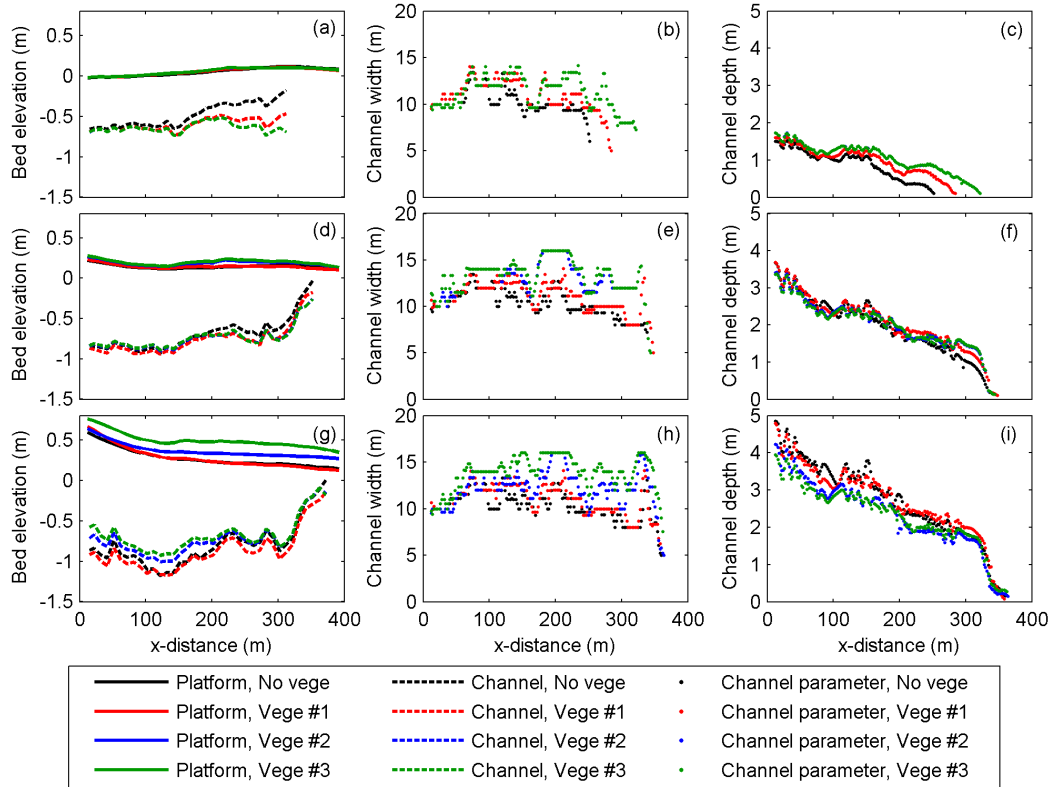 (a)
Bed elevation (m)
0.5
0
-0.5
-1
-1.5
(b)
Channel width (m)
20
15
10
5
0
(c)
Channel depth (m)
5
4
3
2
1
0
(d)
Bed elevation (m)
0.5
0
-0.5
-1
-1.5
(e)
Channel width (m)
20
15
10
5
0
(f)
Channel depth (m)
5
4
3
2
1
0
(g)
Bed elevation (m)
0.5
0
-0.5
-1
-1.5
0 100 200 300 400
x-distance (m)
(h)
Channel width (m)
20
15
10
5
0
0 100 200 300 400
x-distance (m)
(i)
Channel depth (m)
5
4
3
2
1
0
0 100 200 300 400
x-distance (m)
Platform, No vege
Platform, Vege #1
Platform, Vege #2
Platform, Vege #3
Channel, No vege
Channel, Vege #1
Channel, Vege #2
Channel, Vege #3
Channel parameter, No vege
Channel parameter, Vege #1
Channel parameter, Vege #2
Channel parameter, Vege #3